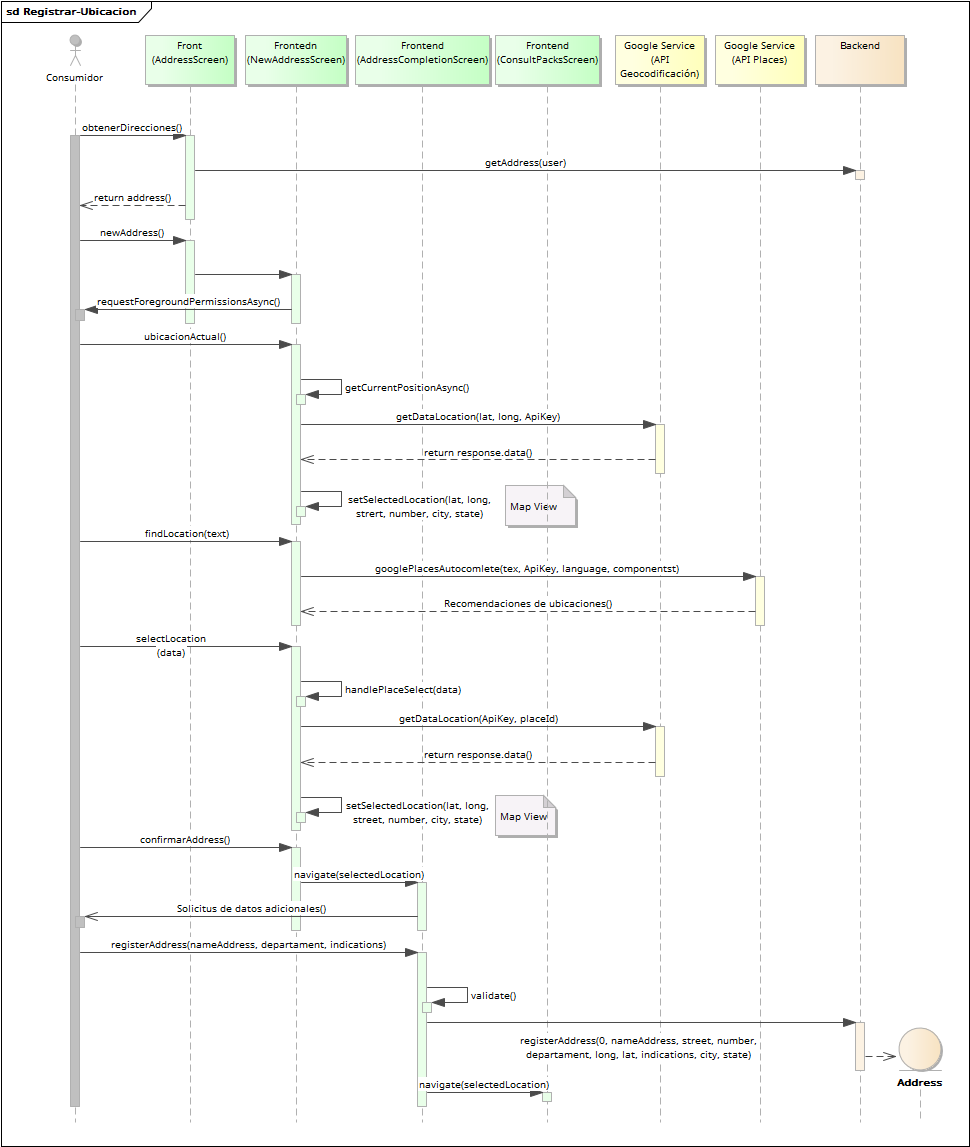 sd Registrar-Ubicacion
Consumidor
Front
(AddressScreen)
Frontedn
(NewAddressScreen)
Frontend
(AddressCompletionScreen)
Frontend
(ConsultPacksScreen)
Google Service
(API
Geocodificación)
Google Service
(API Places)
Backend
obtenerDirecciones()
getAddress(user)
return address()
newAddress()
requestForegroundPermissionsAsync()
ubicacionActual()
getCurrentPositionAsync()
getDataLocation(lat, long, ApiKey)
return response.data()
setSelectedLocation(lat, long,
strert, number, city, state)
Map View
findLocation(text)
googlePlacesAutocomlete(tex, ApiKey, language, componentst)
Recomendaciones de ubicaciones()
selectLocation
(data)
handlePlaceSelect(data)
getDataLocation(ApiKey, placeId)
return response.data()
setSelectedLocation(lat, long,
street, number, city, state)
Map View
confirmarAddress()
navigate(selectedLocation)
Solicitus de datos adicionales()
registerAddress(nameAddress, departament, indications)
validate()
registerAddress(0, nameAddress, street, number,
departament, long, lat, indications, city, state)
Address
navigate(selectedLocation)